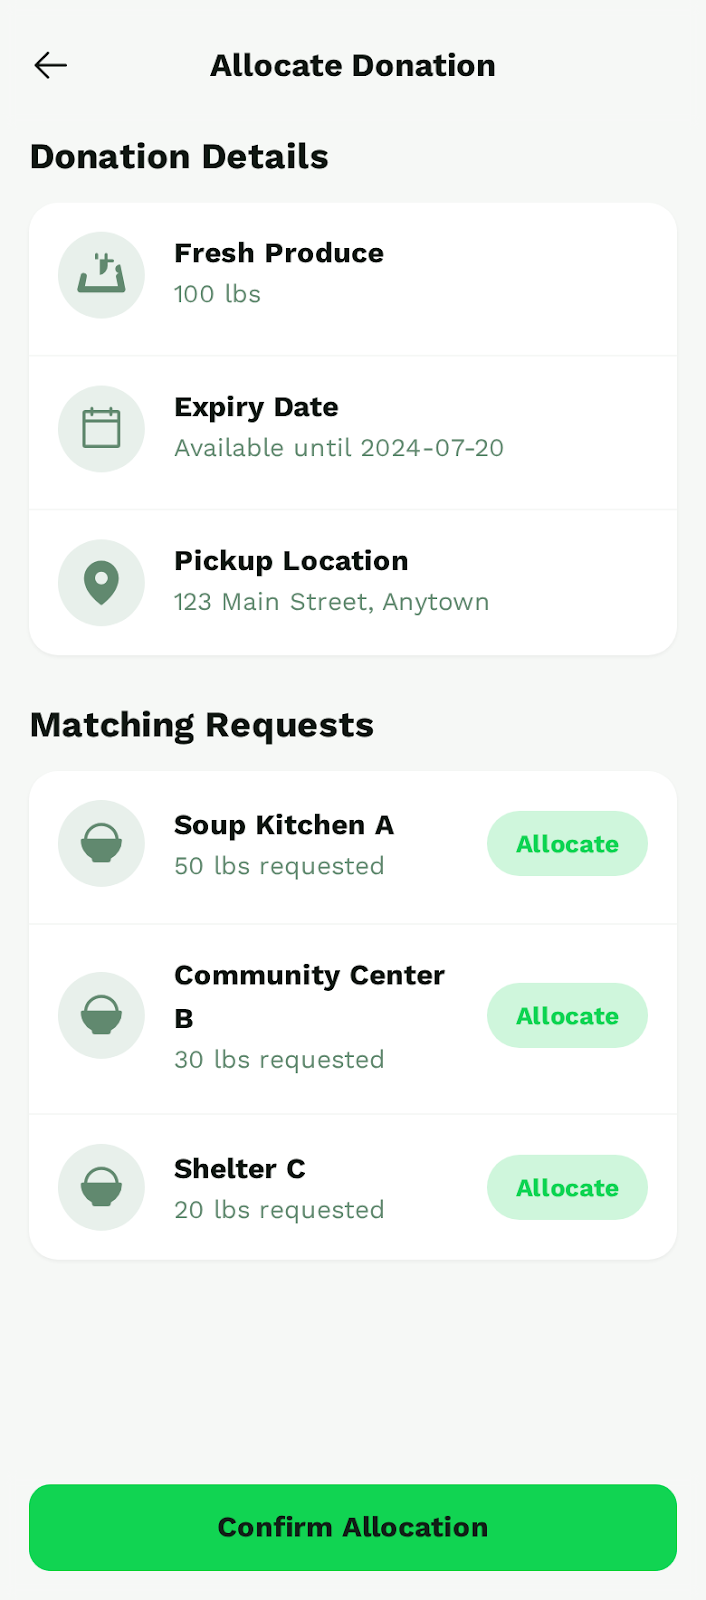 Allocate Donation
Donation Details
Fresh Produce
100 lbs
Expiry Date
Available until 2024-07-20
Pickup Location
123 Main Street, Anytown
Matching Requests
Soup Kitchen A
50 lbs requested
Allocate
Community Center
B
30 lbs requested
Allocate
Shelter C
20 lbs requested
Allocate
Confirm Allocation